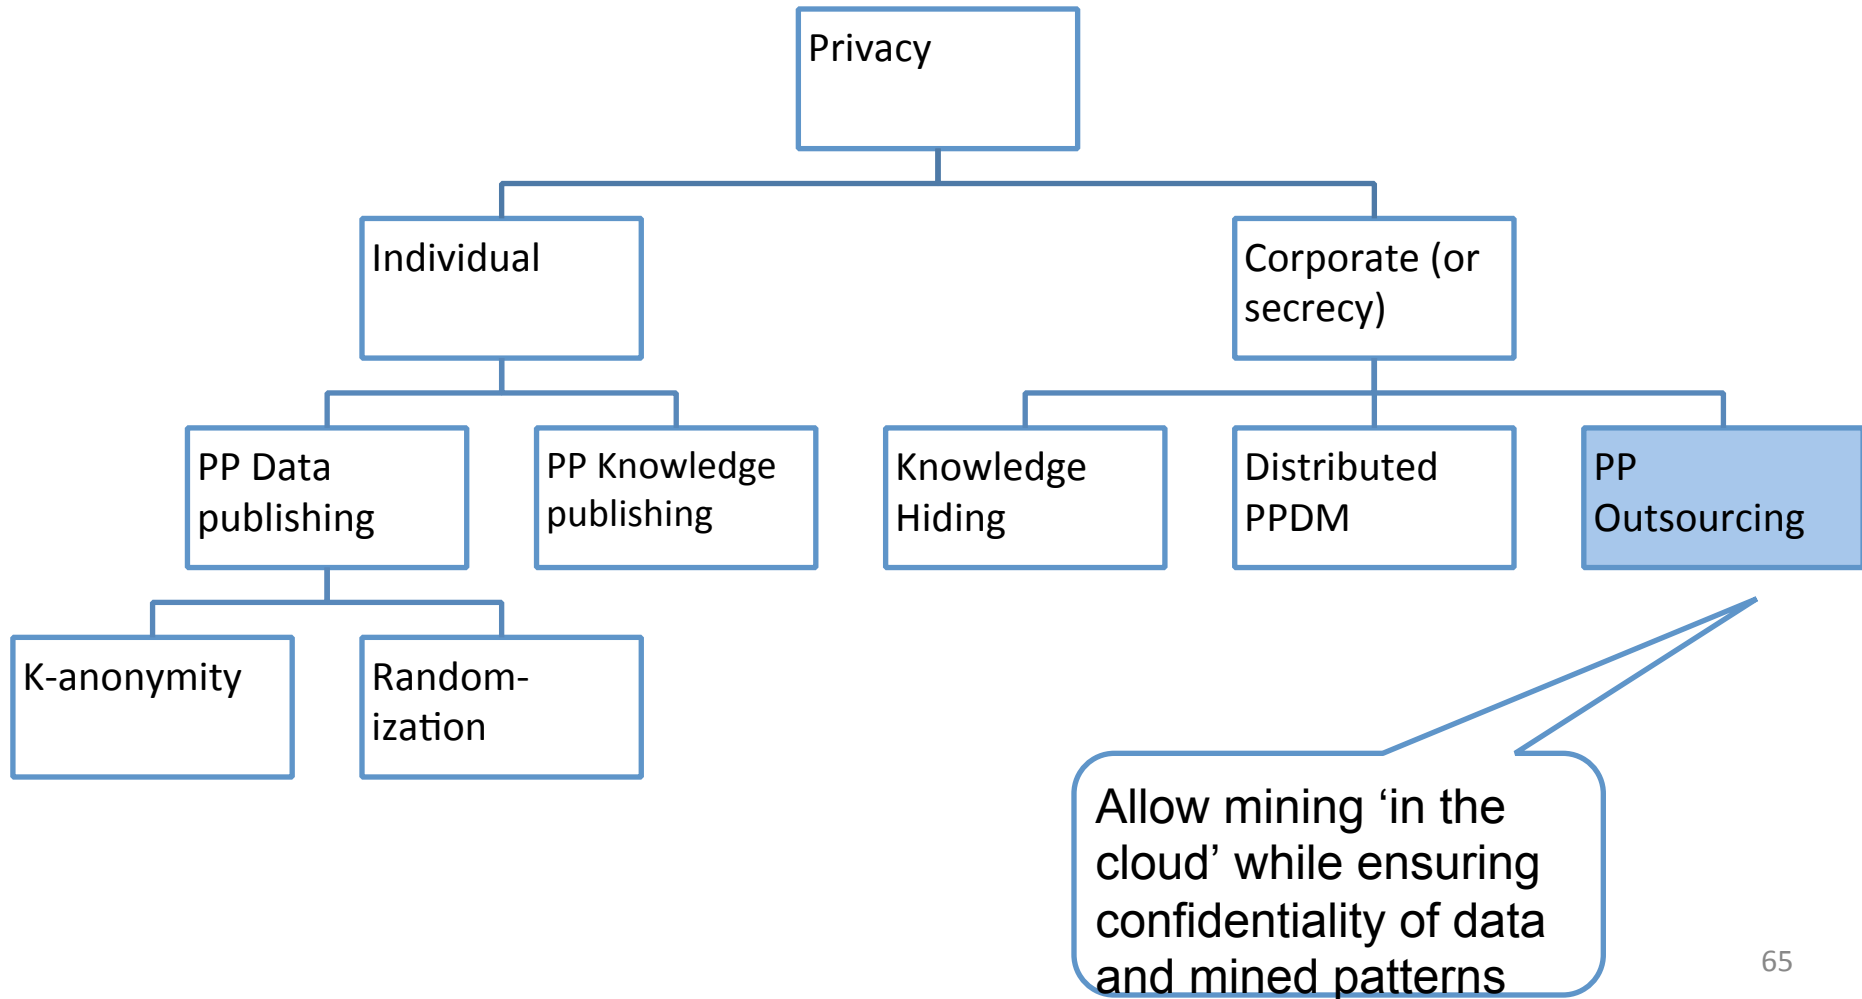 Privacy
Individual
Corporate (or
secrecy)
PP Data
publishing
PP Knowledge
publishing
Knowledge
Hiding
Distributed
PPDM
PP
Outsourcing
K-anonymity
Random-
ization
Allow mining ‘in the
cloud’ while ensuring
confidentiality of data
and mined patterns
65